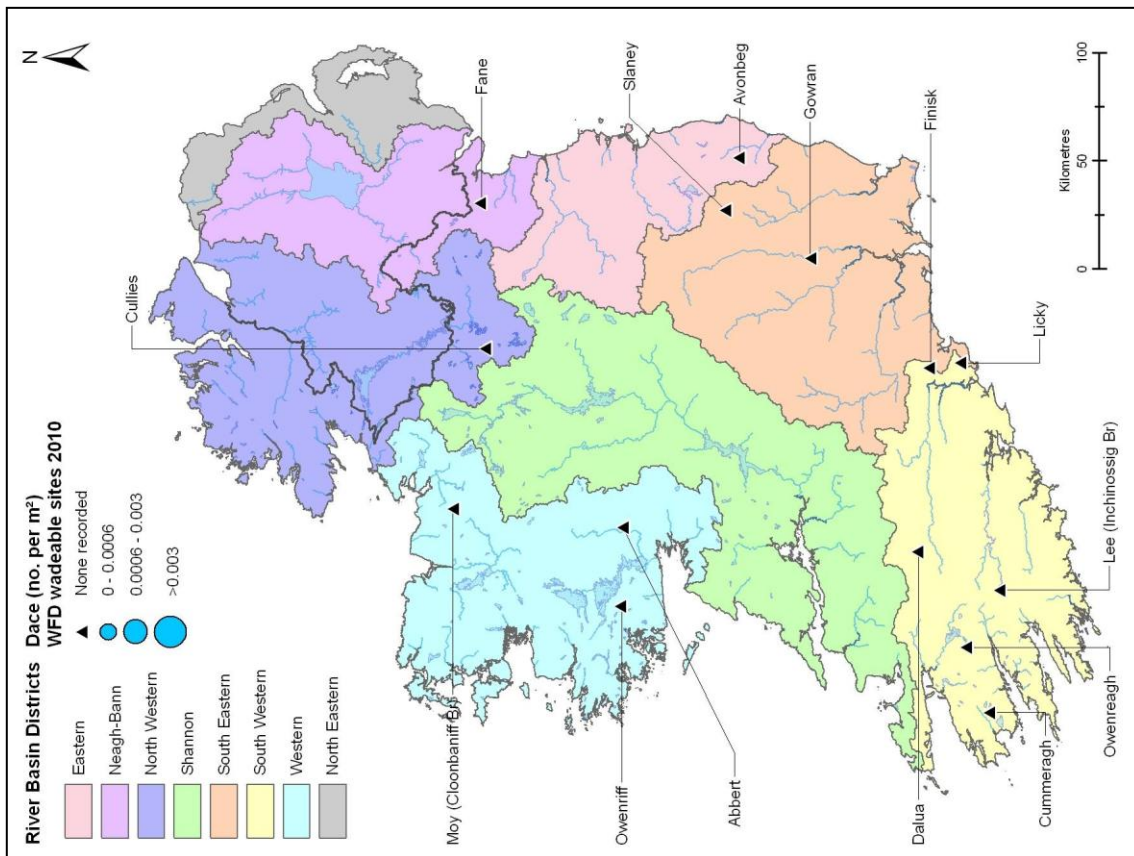 River Basin Districts
Eastern
Neagh-Bann
North Western
Shannon
South Eastern
South Western
Western
North Eastern
Dace (no. per m²)
WFD wadeable sites 2010
None recorded
0 - 0.0006
0.0006 - 0.003
>0.003
N
Cullies
Fane
Slaney
Avonbeg
Gowran
Finisk
Licky
Moy (Cloonbaniff Br)
Owenriff
Abbert
Dalua
Cummeragh
Owenreagh
Lee (Inchinossig Br)
Kilometres
0
50
100